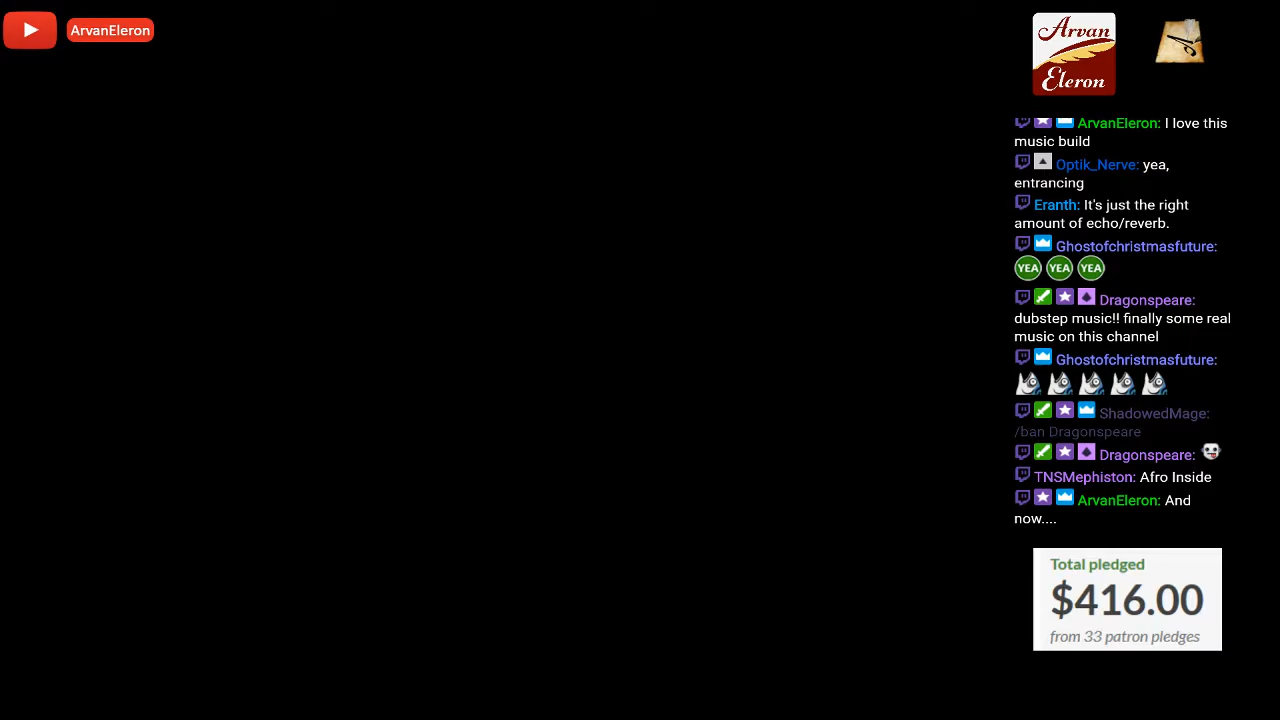 ArvanEleron
Arvan
Eleron
ArvanEleron: I love this
music build
Optik_Nerve: yea,
entrancing
Eranth: It's just the right
amount of echo/reverb.
Ghostofchristmasfuture:
YEA YEA YEA
Dragonspeare:
dubstep music!! finally some real
music on this channel
Ghostofchristmasfuture:
ShadowedMage:
/ban Dragonspeare
Dragonspeare:
TNSMephiston: Afro Inside
ArvanEleron: And
now....
Total pledged
$416.00
from 33 patron pledges